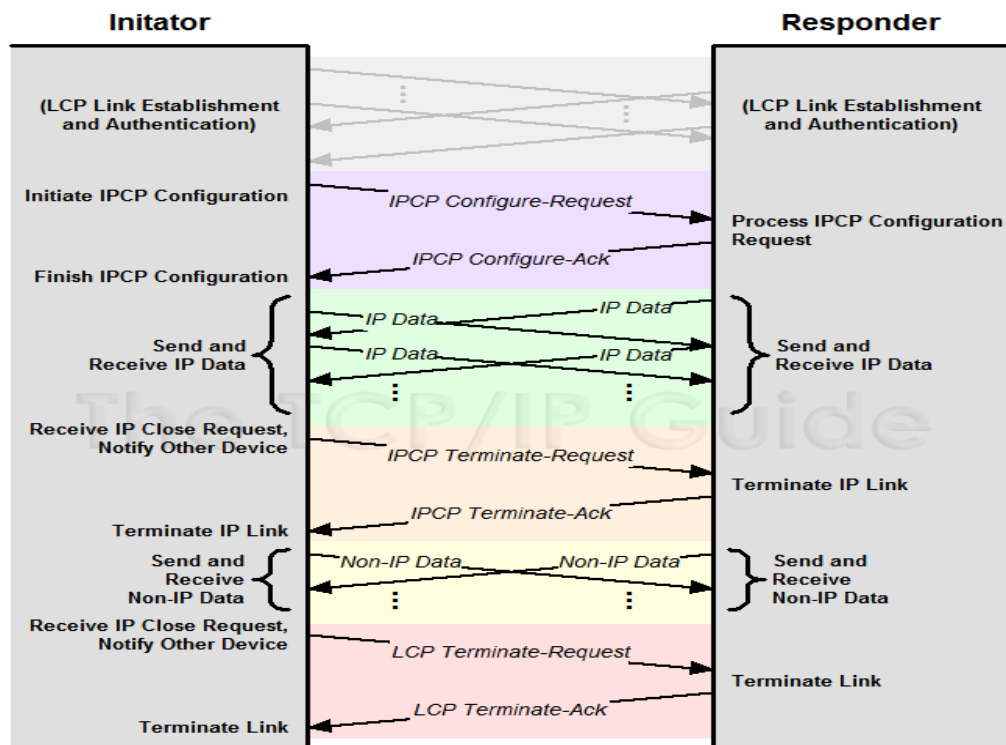 Initator
Responder
(LCP Link Establishment
and Authentication)
(LCP Link Establishment
and Authentication)
Initiate IPCP Configuration
IPCP Configure-Request
Process IPCP Configuration
Request
IPCP Configure-Ack
Finish IPCP Configuration
IP Data
IP Data
Send and
Receive IP Data
IP Data
IP Data
Send and
Receive IP Data
The TCP/IP Guide
Receive IP Close Request,
Notify Other Device
IPCP Terminate-Request
Terminate IP Link
IPCP Terminate-Ack
Terminate IP Link
Send and
Receive
Non-IP Data
Non-IP Data
Non-IP Data
Send and
Receive
Non-IP Data
Receive IP Close Request,
Notify Other Device
LCP Terminate-Request
Terminate Link
LCP Terminate-Ack
Terminate Link